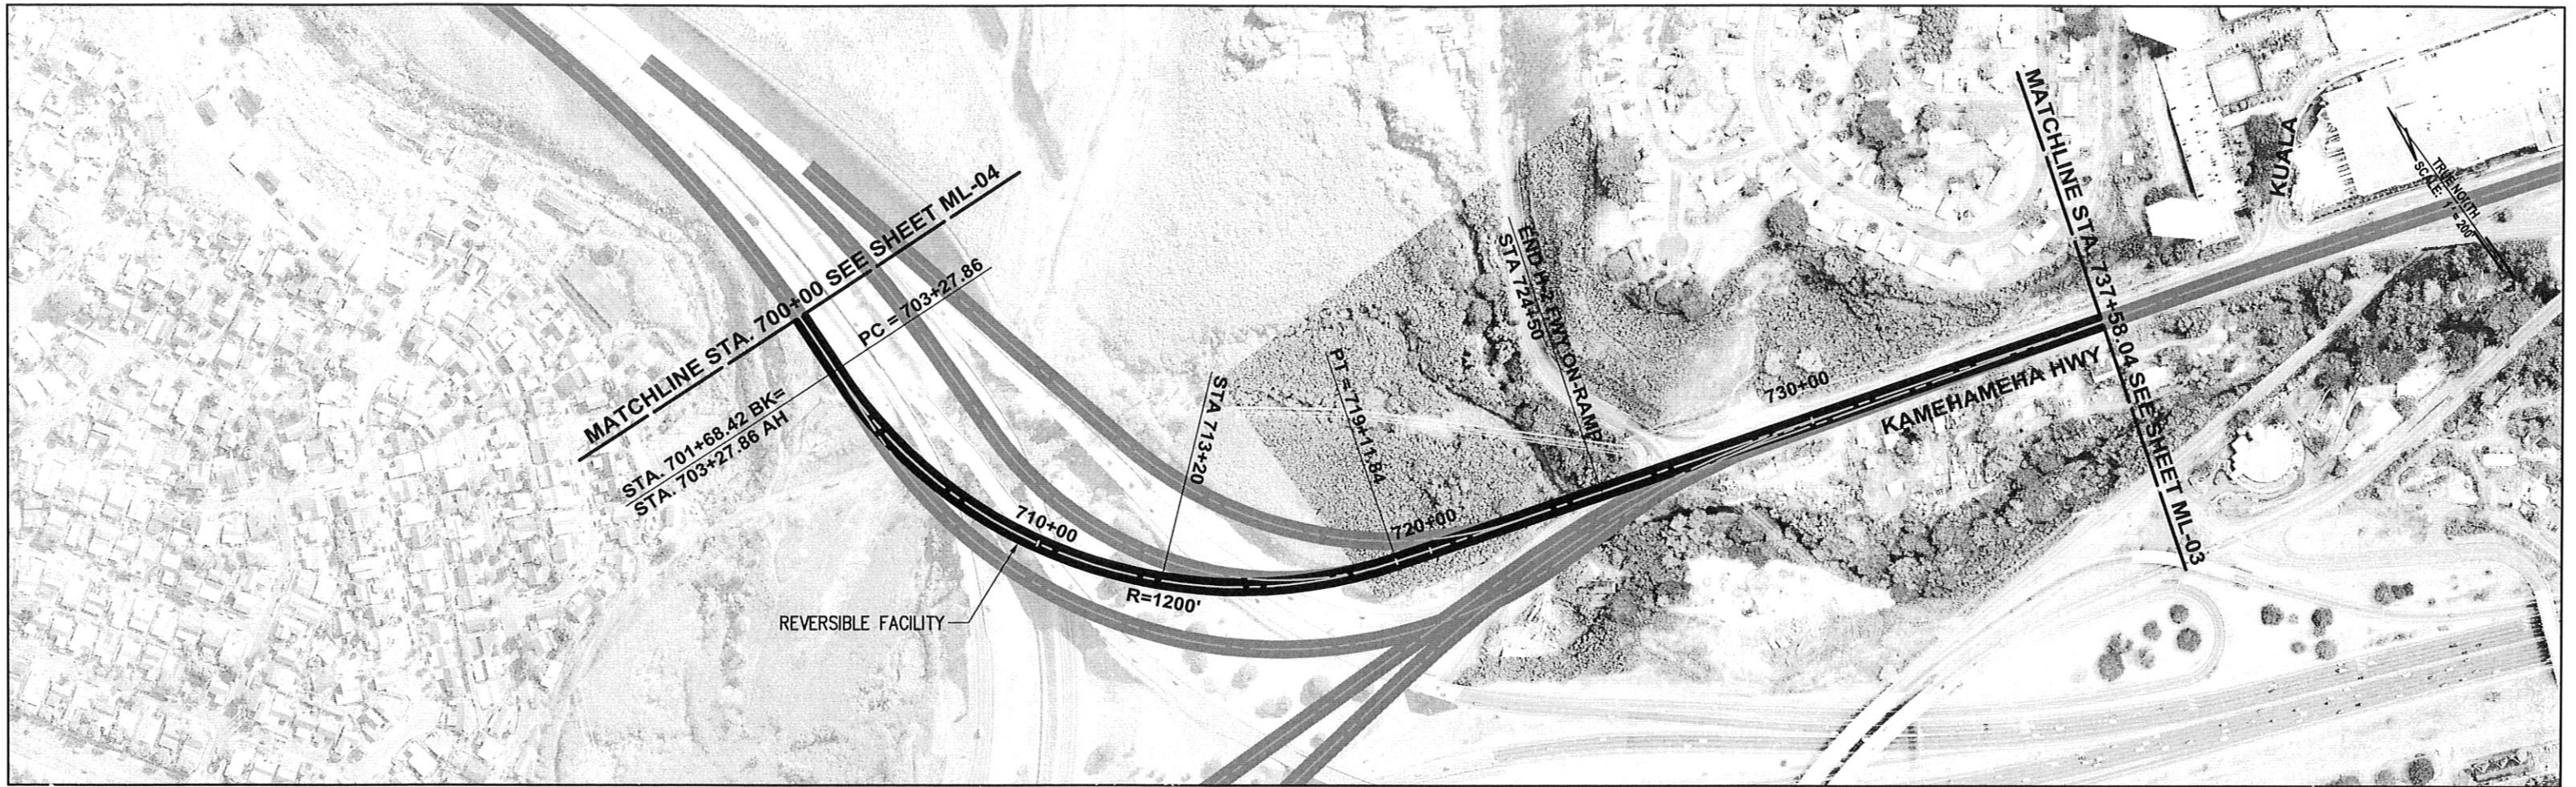 MATCHLINE STA. 700+00 SEE SHEET ML-04
PC = 703+27.86
STA. 701+68.42 BK=
STA. 703+27.86 AH
710+00
REVERSIBLE FACILITY
R=1200'
STA 713+20
PT =719+11.84
720+00
END H-2 FWY ON-RAMP
STA 724+50
730+00
KAMEHAMEHA HWY
MATCHLINE STA. 737+58.04 SEE SHEET ML-03
KUALA
TRUE NORTH
SCALE: 1"= 200'